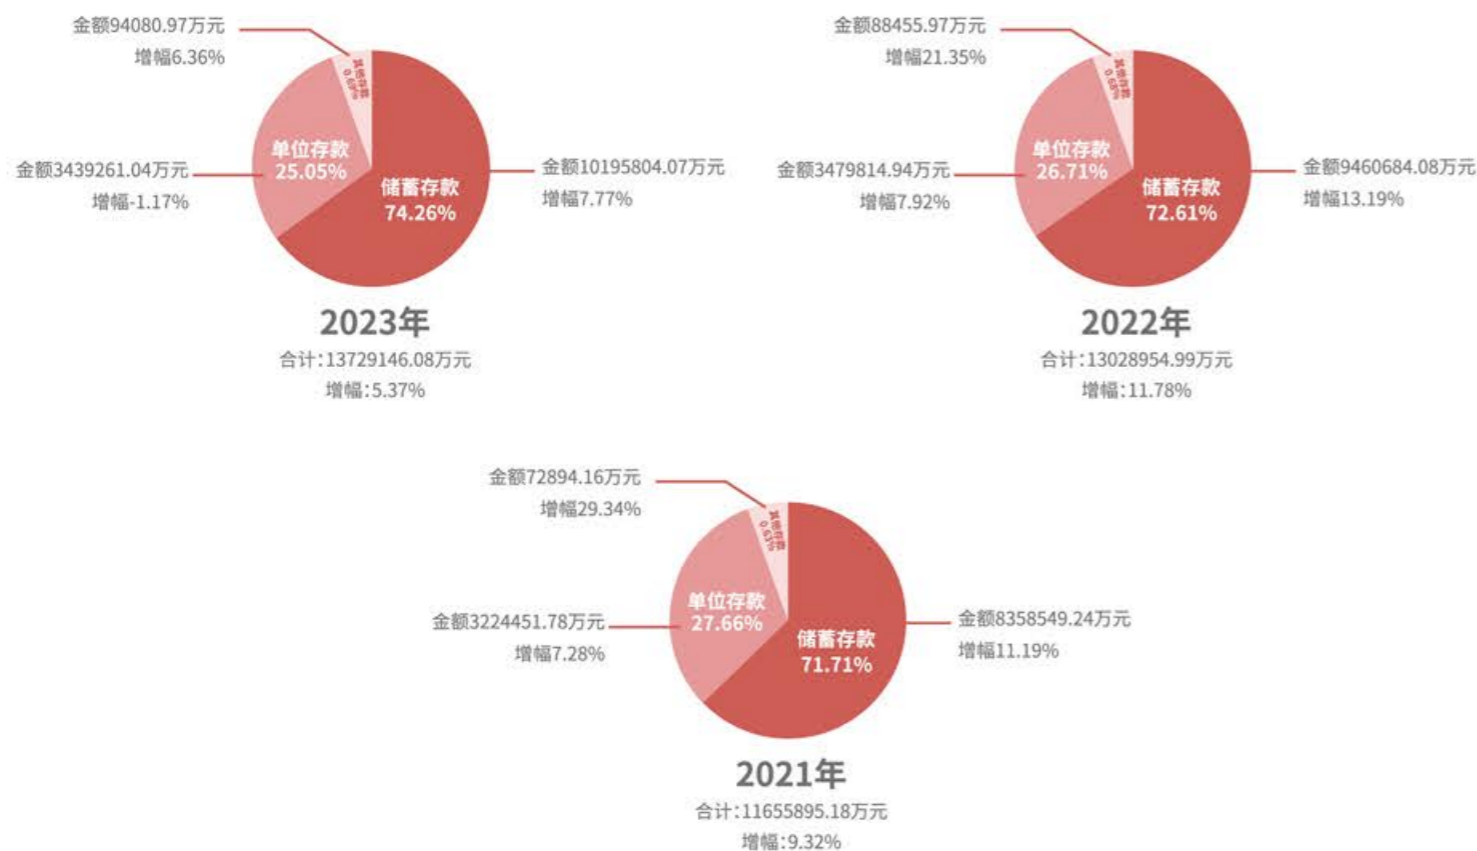 金额94080.97万元
增幅6.36%
其他存款
0.69%
单位存款
25.05%
金额3439261.04万元
增幅-1.17%
储蓄存款
74.26%
金额10195804.07万元
增幅7.77%
2023年
合计:13729146.08万元
增幅:5.37%
金额88455.97万元
增幅21.35%
其他存款
0.68%
单位存款
26.71%
金额3479814.94万元
增幅7.92%
储蓄存款
72.61%
金额9460684.08万元
增幅13.19%
2022年
合计:13028954.99万元
增幅:11.78%
金额72894.16万元
增幅29.34%
其他存款
0.63%
单位存款
27.66%
金额3224451.78万元
增幅7.28%
储蓄存款
71.71%
金额8358549.24万元
增幅11.19%
2021年
合计:11655895.18万元
增幅:9.32%